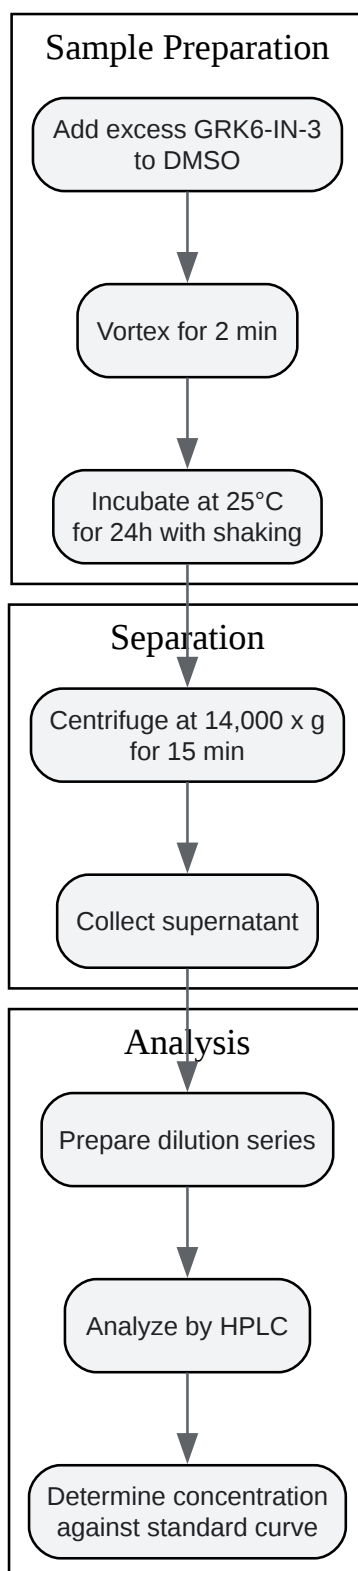 Sample Preparation
Add excess GRK6-IN-3
to DMSO
Vortex for 2 min
Incubate at 25°C
for 24h with shaking
Separation
Centrifuge at 14,000 x g
for 15 min
Collect supernatant
Analysis
Prepare dilution series
Analyze by HPLC
Determine concentration
against standard curve